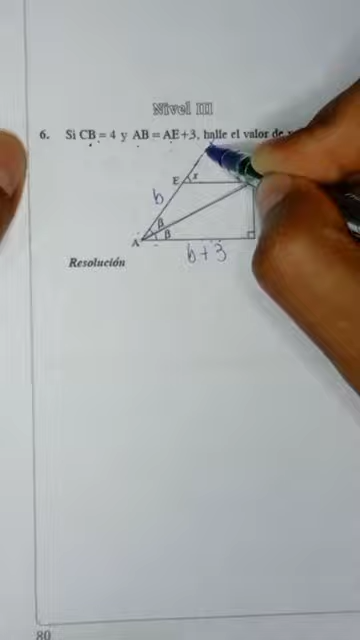 Nivel III
6. Si CB = 4 y AB = AE+3, halle el valor de x
E x
b
β
A β
b + 3
Resolución
80